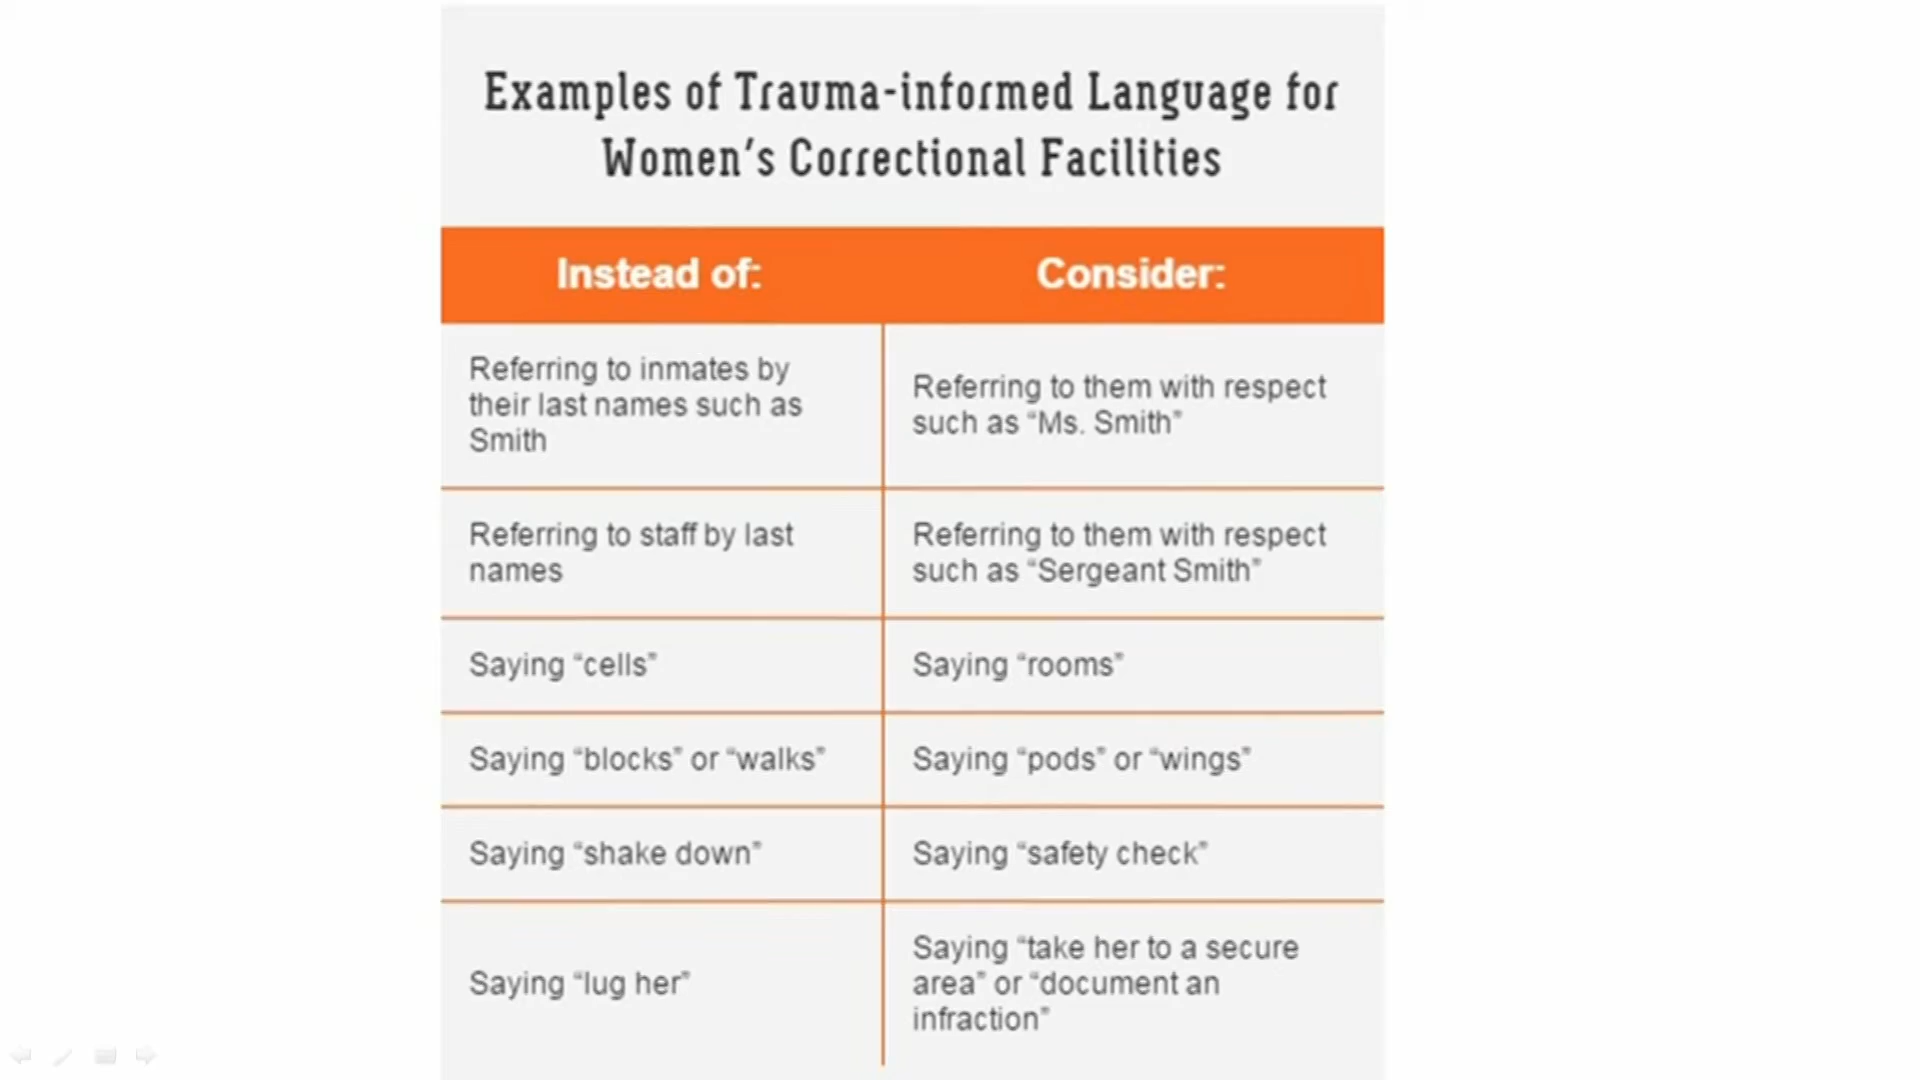 Examples of Trauma-informed Language for
Women's Correctional Facilities
Instead of:
Consider:
Referring to inmates by
their last names such as
Smith
Referring to them with respect
such as “Ms. Smith”
Referring to staff by last
names
Referring to them with respect
such as “Sergeant Smith”
Saying “cells”
Saying “rooms”
Saying “blocks” or “walks”
Saying “pods” or “wings”
Saying “shake down”
Saying “safety check”
Saying “lug her”
Saying “take her to a secure
area” or “document an
infraction”